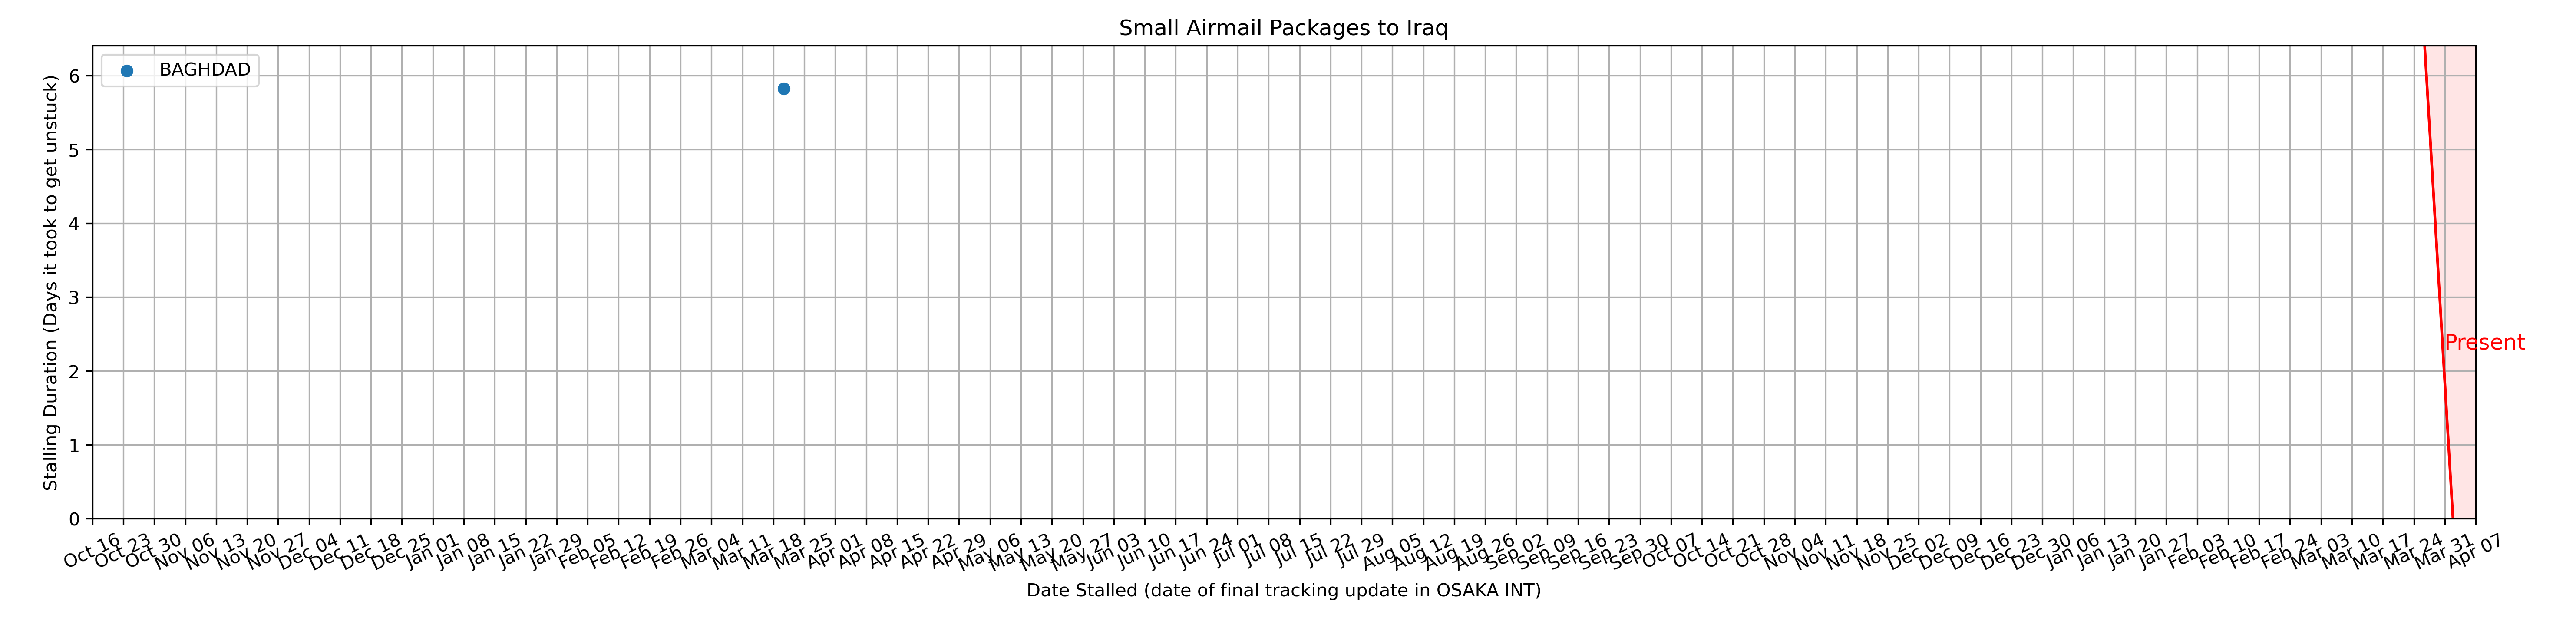 Small Airmail Packages to Iraq
BAGHDAD
Stalling Duration (Days it took to get unstuck)
6
5
4
3
2
1
0
Present
Oct 16 Oct 23 Oct 30 Nov 06 Nov 13 Nov 20 Nov 27 Dec 04 Dec 11 Dec 18 Dec 25 Jan 01 Jan 08 Jan 15 Jan 22 Jan 29 Feb 05 Feb 12 Feb 19 Feb 26 Mar 04 Mar 11 Mar 18 Mar 25 Apr 01 Apr 08 Apr 15 Apr 22 Apr 29 May 06 May 13 May 20 May 27 Jun 03 Jun 10 Jun 17 Jun 24 Jul 01 Jul 08 Jul 15 Jul 22 Jul 29 Aug 05 Aug 12 Aug 19 Aug 26 Sep 02 Sep 09 Sep 16 Sep 23 Sep 30 Oct 07 Oct 14 Oct 21 Oct 28 Nov 04 Nov 11 Nov 18 Nov 25 Dec 02 Dec 09 Dec 16 Dec 23 Dec 30 Jan 06 Jan 13 Jan 20 Jan 27 Feb 03 Feb 10 Feb 17 Feb 24 Mar 03 Mar 10 Mar 17 Mar 24 Mar 31 Apr 07
Date Stalled (date of final tracking update in OSAKA INT)